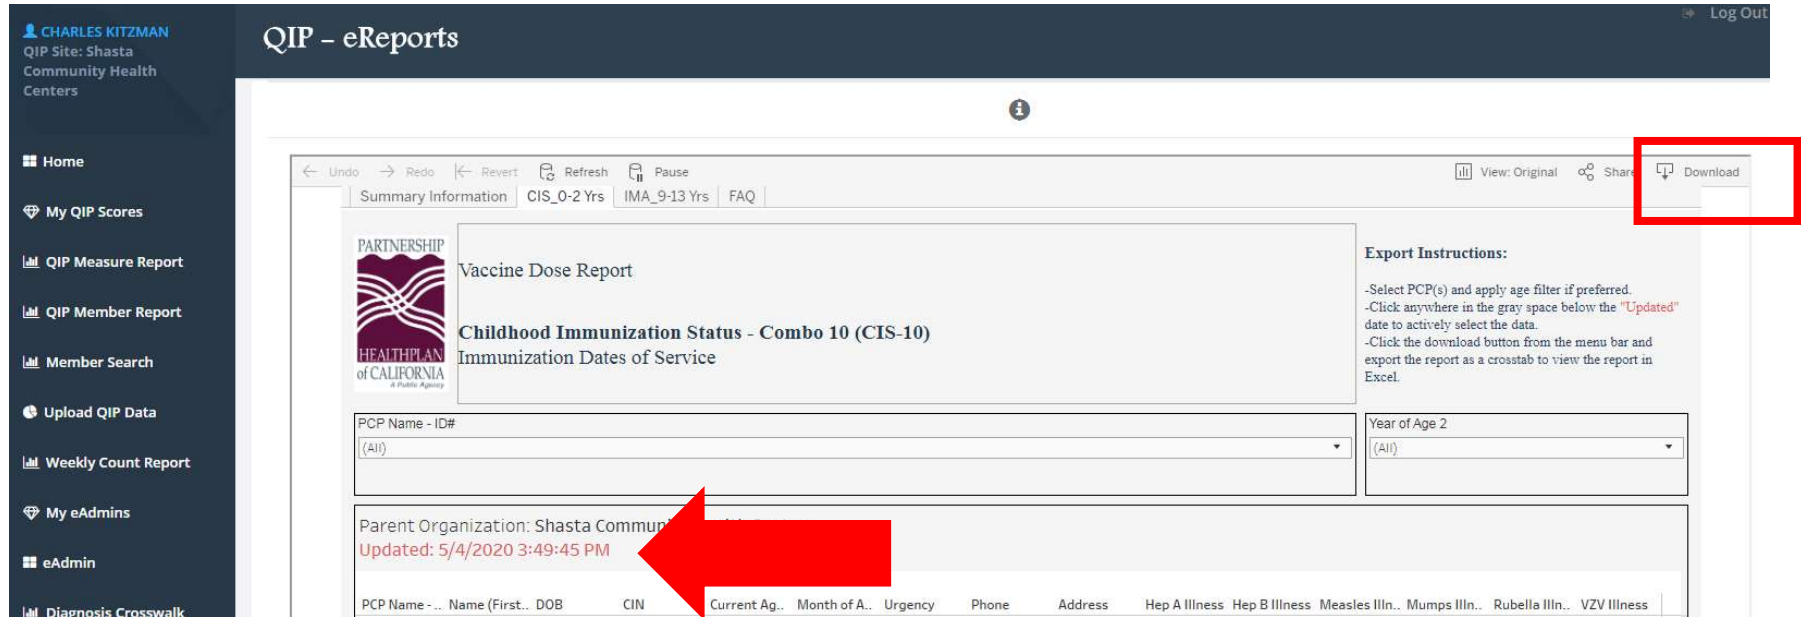 CHARLES KITZMAN
QIP Site: Shasta
Community Health
Centers
QIP – eReports
Log Out
Home
My QIP Scores
QIP Measure Report
QIP Member Report
Member Search
Upload QIP Data
Weekly Count Report
My eAdmins
eAdmin
Diagnosis Crosswalk
Undo Redo Revert Refresh Pause View: Original Share Download
Summary Information CIS_0-2 Yrs IMA_9-13 Yrs FAQ
PARTNERSHIP
HEALTHPLAN
of CALIFORNIA
A Public Agency
Vaccine Dose Report
Childhood Immunization Status - Combo 10 (CIS-10)
Immunization Dates of Service
Export Instructions:
-Select PCP(s) and apply age filter if preferred.
-Click anywhere in the gray space below the "Updated"
date to actively select the data.
-Click the download button from the menu bar and
export the report as a crosstab to view the report in
Excel.
PCP Name - ID#
(All)
Year of Age 2
(All)
Parent Organization: Shasta Commun
Updated: 5/4/2020 3:49:45 PM
PCP Name - .. Name (First.. DOB CIN Current Ag.. Month of A.. Urgency Phone Address Hep A Illness Hep B Illness Measles Illn.. Mumps Illn.. Rubella Illn.. VZV Illness